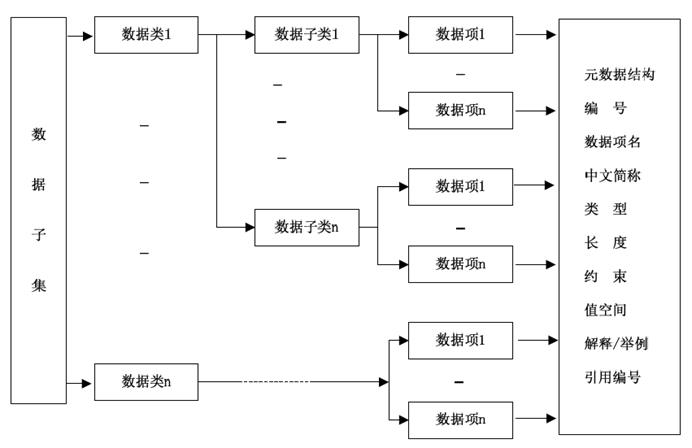 数据子集
数据类1
数据类n
数据子类1
数据子类n
数据项1
数据项n
数据项1
数据项n
数据项1
数据项n
元数据结构
编 号
数据项名
中文简称
类 型
长 度
约 束
值空间
解释/举例
引用编号